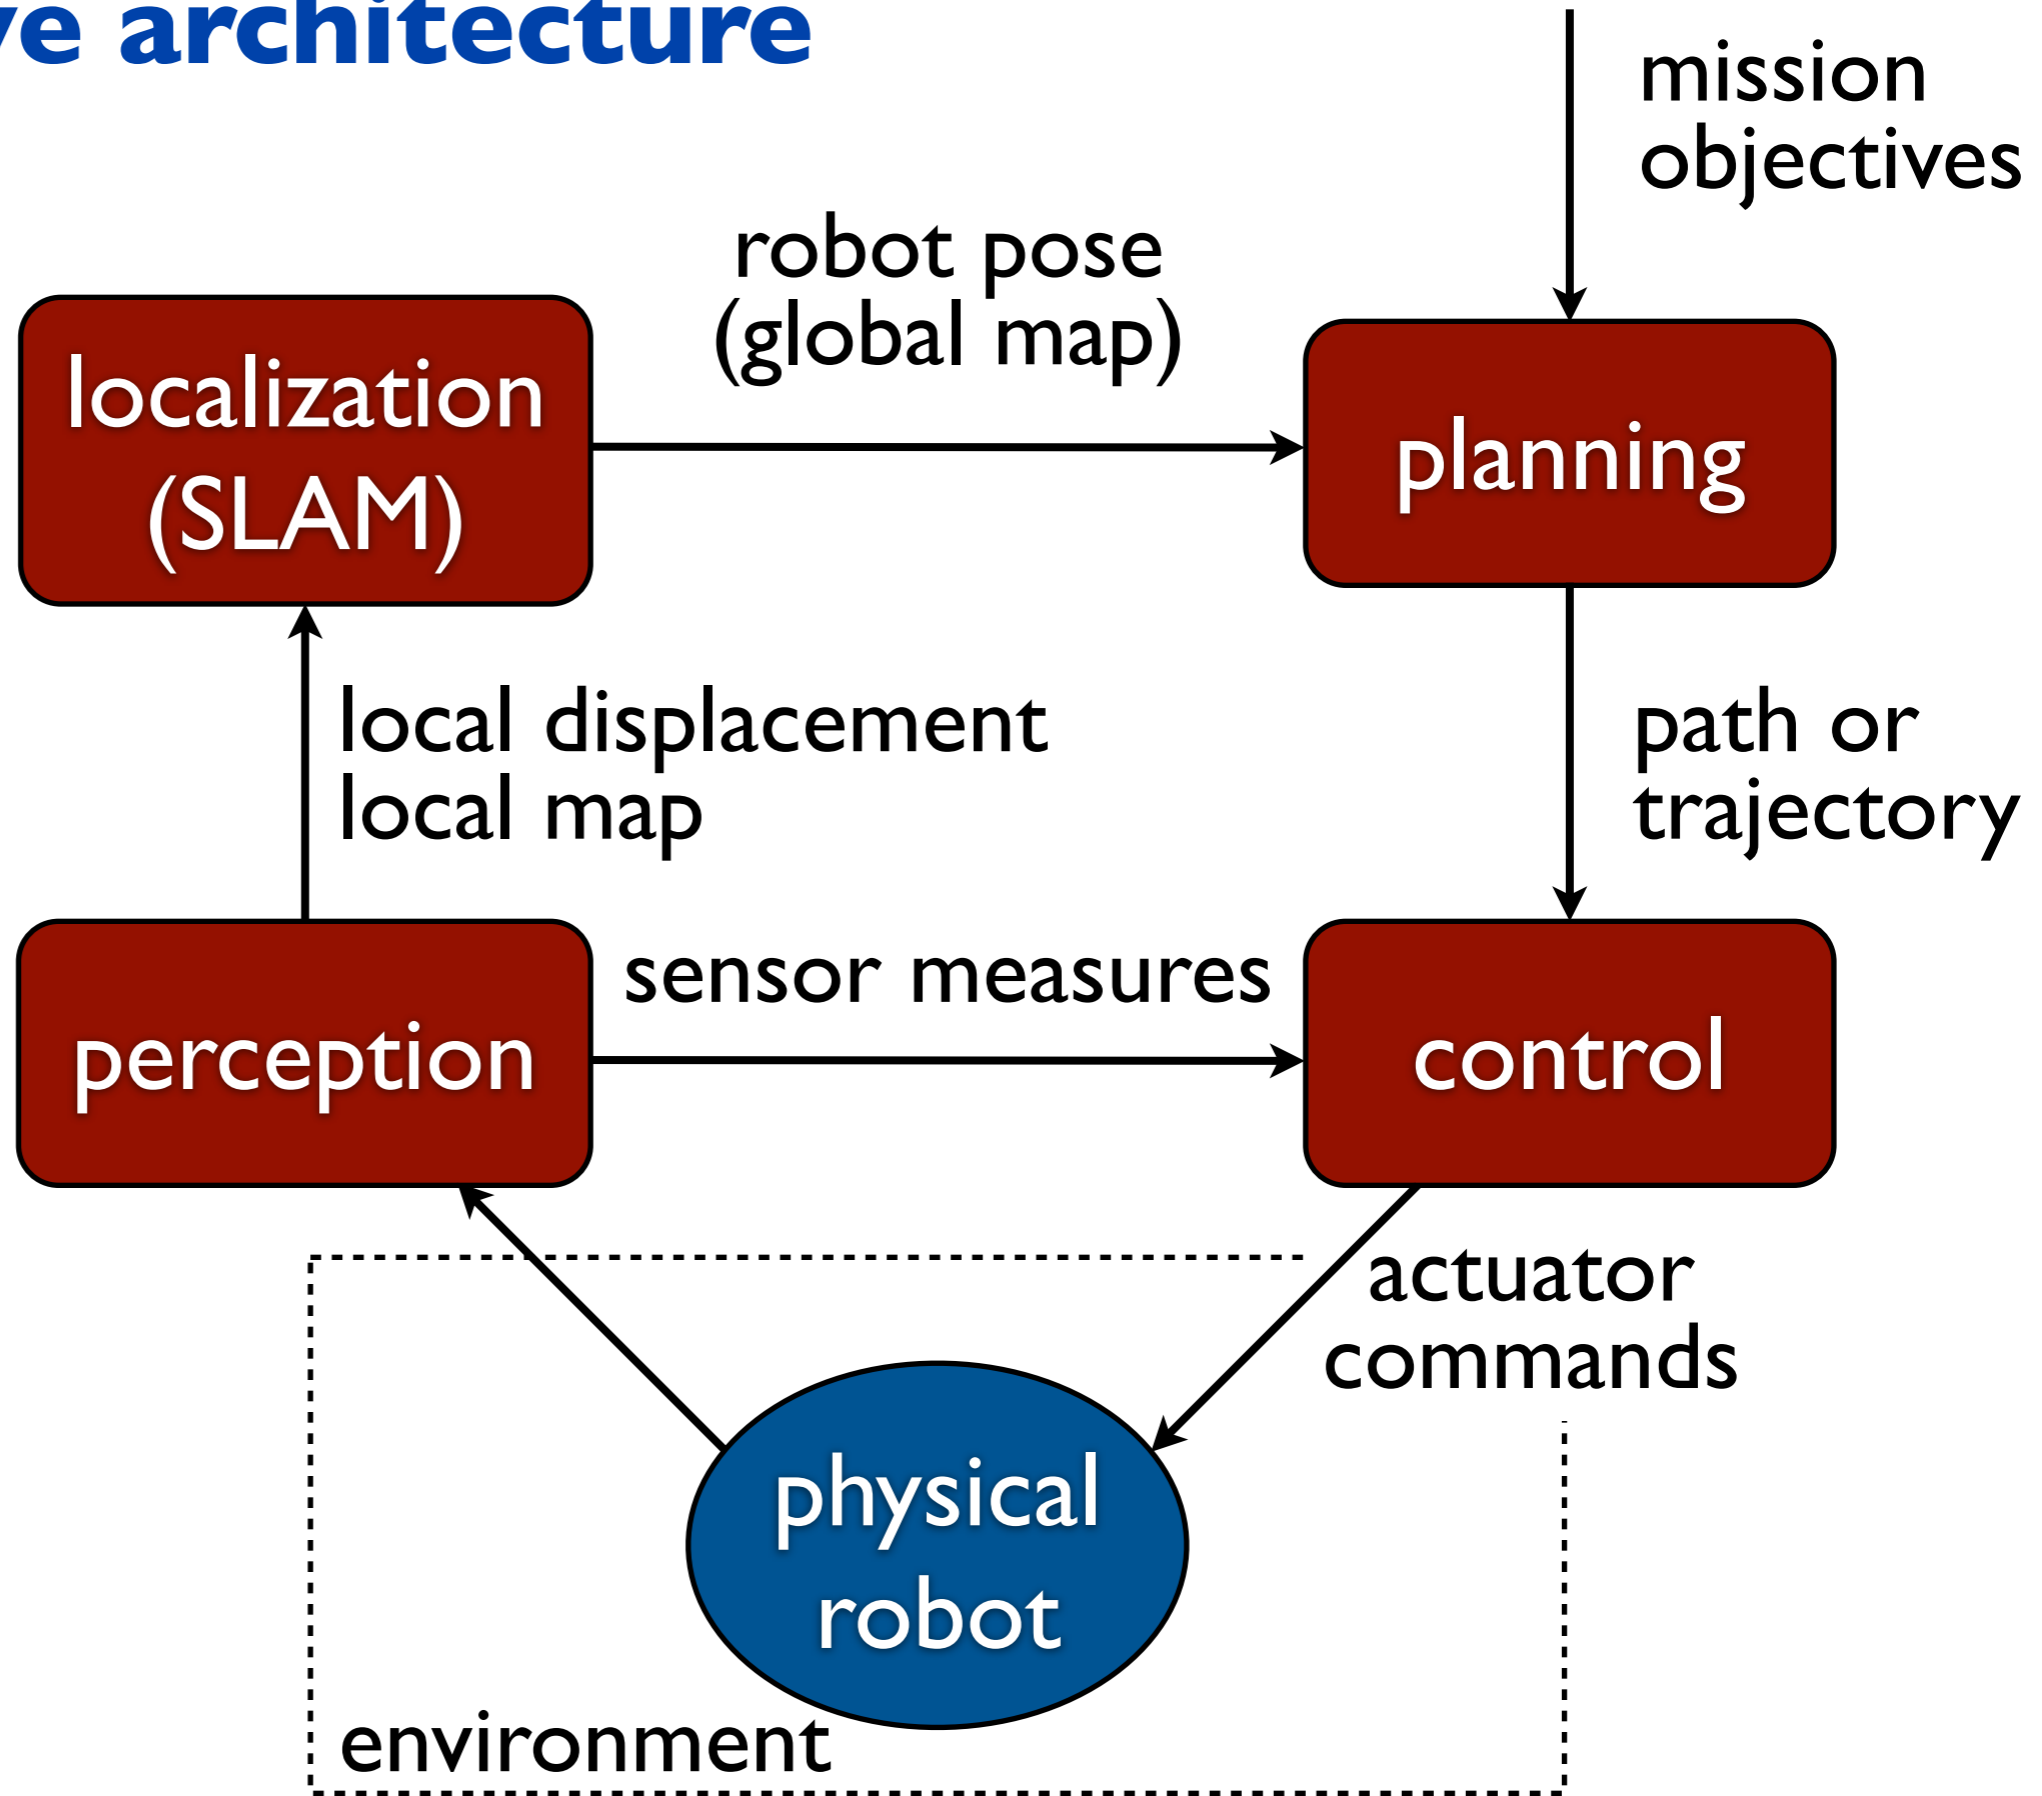 architecture
mission
objectives
robot pose
(global map)
localization
(SLAM)
planning
local displacement
local map
path or
trajectory
sensor measures
perception
control
actuator
commands
physical
robot
environment